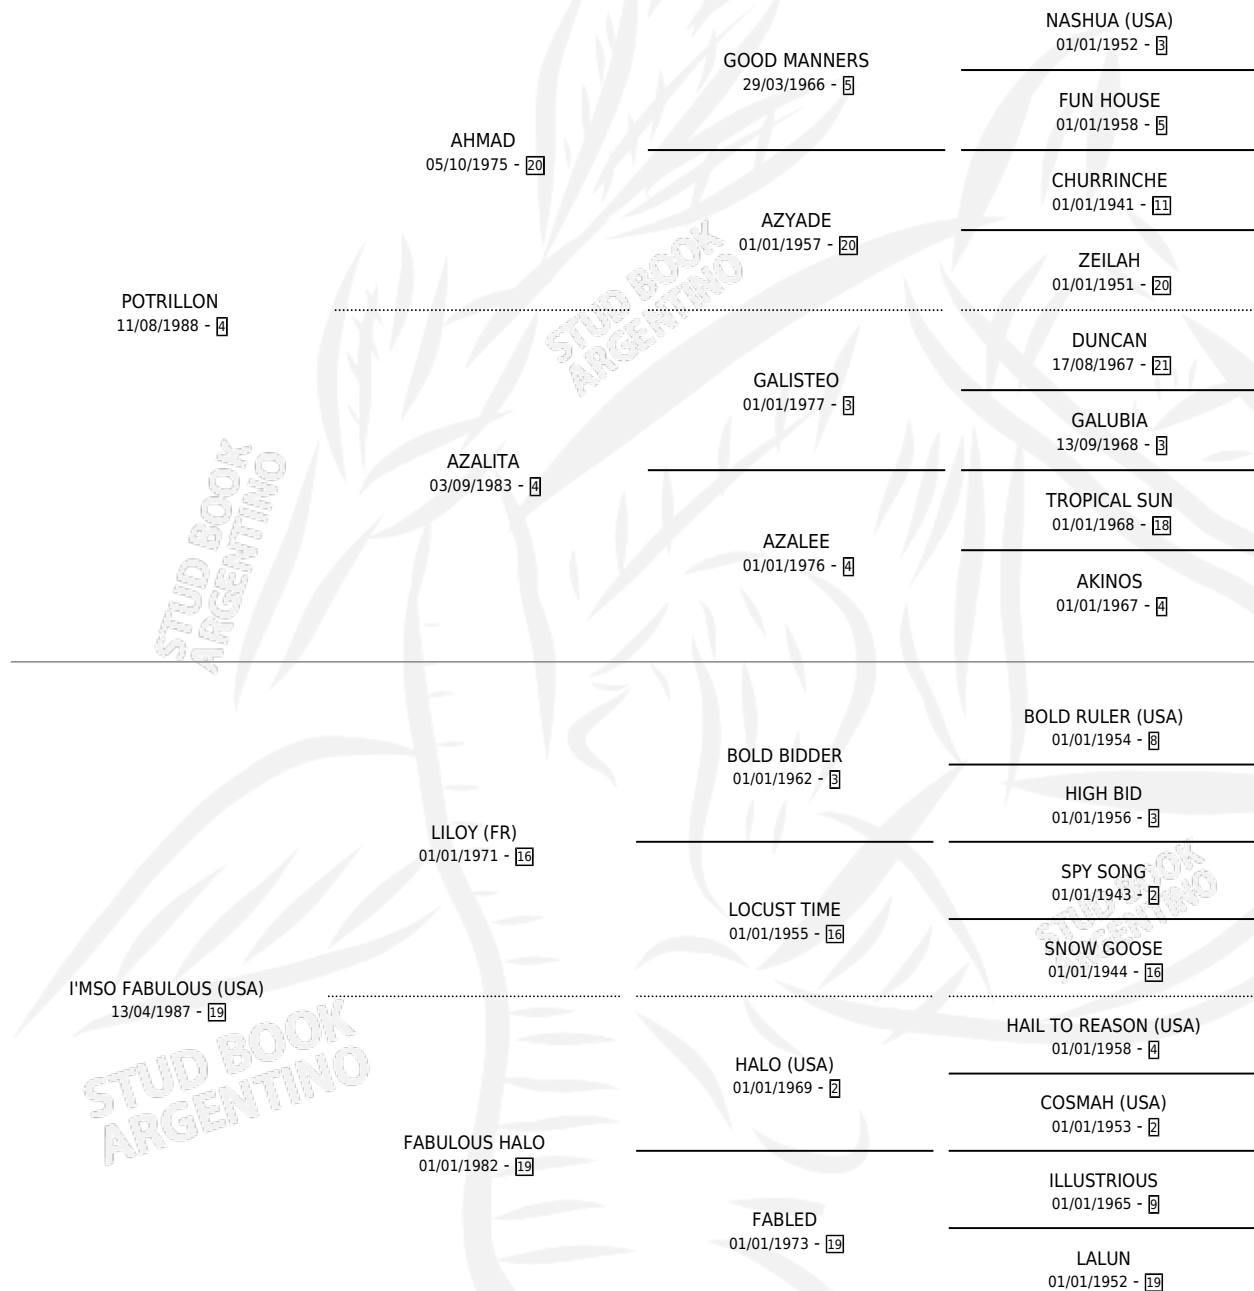 NASHUA (USA)
01/01/1952 - 3
GOOD MANNERS
29/03/1966 - 5
FUN HOUSE
01/01/1958 - 5
AHMAD
05/10/1975 - 20
CHURRINCHE
01/01/1941 - 11
AZYADE
01/01/1957 - 20
ZEILAH
01/01/1951 - 20
POTRILLON
11/08/1988 - 4
STUD BOOK
ARGENTINO
DUNCAN
17/08/1967 - 21
GALISTEO
01/01/1977 - 3
GALUBIA
13/09/1968 - 3
AZALITA
03/09/1983 - 4
TROPICAL SUN
01/01/1968 - 18
AZALEE
01/01/1976 - 4
AKINOS
01/01/1967 - 4
STUD BOOK
ARGENTINO
BOLD RULER (USA)
01/01/1954 - 8
BOLD BIDDER
01/01/1962 - 3
HIGH BID
01/01/1956 - 3
LILOY (FR)
01/01/1971 - 16
SPY SONG
01/01/1943 - 2
LOCUST TIME
01/01/1955 - 16
STUD BOOK
ARGENTINO
SNOW GOOSE
01/01/1944 - 16
I'MSO FABULOUS (USA)
13/04/1987 - 19
STUD BOOK
ARGENTINO
HAIL TO REASON (USA)
01/01/1958 - 4
HALO (USA)
01/01/1969 - 2
COSMAH (USA)
01/01/1953 - 2
FABULOUS HALO
01/01/1982 - 19
ILLUSTRIOUS
01/01/1965 - 9
FABLED
01/01/1973 - 19
LALUN
01/01/1952 - 19